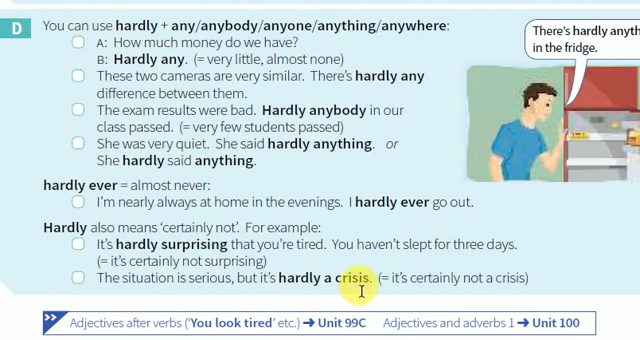 D You can use hardly + any/anybody/anyone/anything/anywhere:
A: How much money do we have?
B: Hardly any. (= very little, almost none)
These two cameras are very similar. There's hardly any
difference between them.
The exam results were bad. Hardly anybody in our
class passed. (= very few students passed)
She was very quiet. She said hardly anything. or
She hardly said anything.
There's hardly anyth
in the fridge.
hardly ever = almost never:
I'm nearly always at home in the evenings. I hardly ever go out.
Hardly also means 'certainly not'. For example:
It's hardly surprising that you're tired. You haven't slept for three days.
(= it's certainly not surprising)
The situation is serious, but it's hardly a crisis. (= it's certainly not a crisis)
Adjectives after verbs ('You look tired' etc.) ➜ Unit 99C Adjectives and adverbs 1 ➜ Unit 100